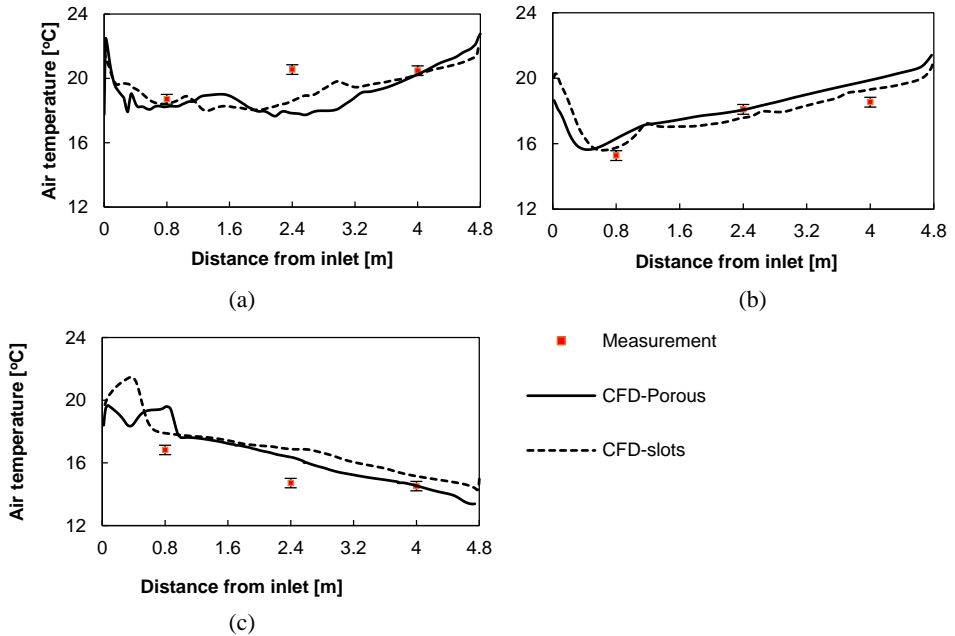 24
20
16
12
Air temperature [°C]
0 0.8 1.6 2.4 3.2 4 4.8
Distance from inlet [m]
(a)
24
20
16
12
0 0.8 1.6 2.4 3.2 4 4.8
Distance from inlet [m]
(b)
24
20
16
12
Air temperature [°C]
0 0.8 1.6 2.4 3.2 4 4.8
Distance from inlet [m]
(c)
Measurement
CFD-Porous
CFD-slots